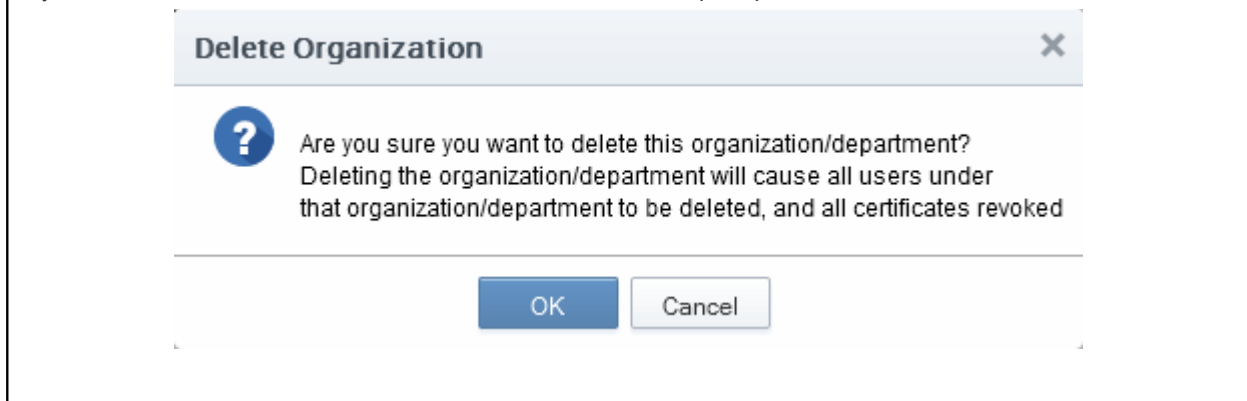 Delete Organization
Are you sure you want to delete this organization/department?
Deleting the organization/department will cause all users under
that organization/department to be deleted, and all certificates revoked
OK
Cancel